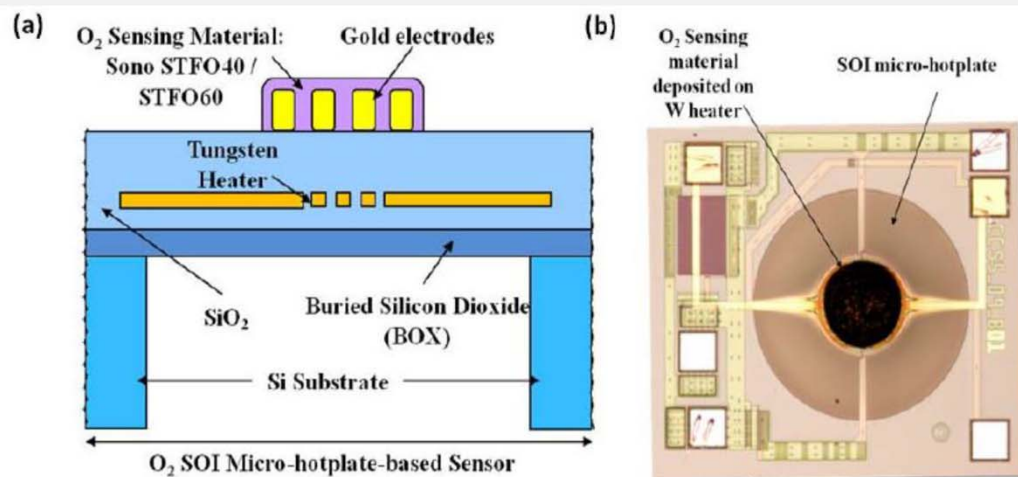 (a)
O₂ Sensing Material:
Sono STFO40 /
STFO60
Gold electrodes
Tungsten
Heater
SiO₂
Buried Silicon Dioxide
(BOX)
Si Substrate
O₂ SOI Micro-hotplate-based Sensor
(b)
O₂ Sensing
material
deposited on
W heater
SOI micro-hotplate